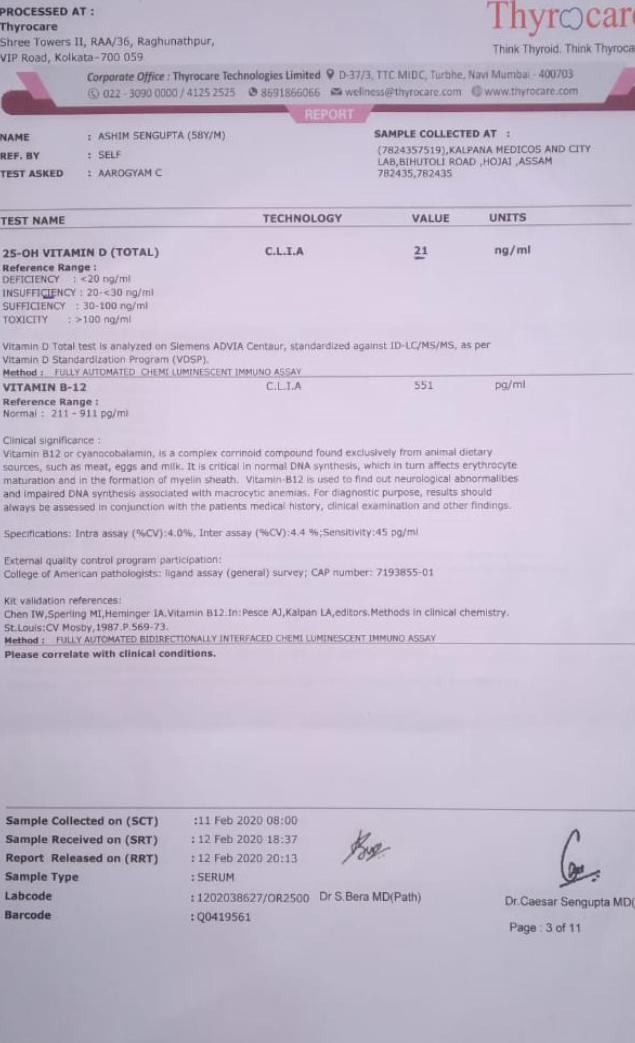 PROCESSED AT :
Thyrocare
Shree Towers II, RAA/36, Raghunathpur,
VIP Road, Kolkata-700 059
Thyrocare
Think Thyroid. Think Thyroca
Corporate Office : Thyrocare Technologies Limited D-37/3, TTC MIDC, Turbhe, Navi Mumbai - 400703
022 - 3090 0000 / 4125 2525 8691866066 wellness@thyrocare.com www.thyrocare.com
REPORT
NAME : ASHIM SENGUPTA (58Y/M)
REF. BY : SELF
TEST ASKED : AAROGYAM C
SAMPLE COLLECTED AT :
(7824357519),KALPANA MEDICOS AND CITY
LAB,BIHUTOLI ROAD ,HOJAI ,ASSAM
782435,782435
TEST NAME TECHNOLOGY VALUE UNITS
25-OH VITAMIN D (TOTAL) C.L.I.A 21 ng/ml
Reference Range :
DEFICIENCY : <20 ng/ml
INSUFFICIENCY : 20-<30 ng/ml
SUFFICIENCY : 30-100 ng/ml
TOXICITY : >100 ng/ml
Vitamin D Total test is analyzed on Siemens ADVIA Centaur, standardized against ID-LC/MS/MS, as per
Vitamin D Standardization Program (VDSP).
Method : FULLY AUTOMATED CHEMI LUMINESCENT IMMUNO ASSAY
VITAMIN B-12 C.L.I.A 551 pg/ml
Reference Range :
Normal : 211 - 911 pg/ml
Clinical significance :
Vitamin B12 or cyanocobalamin, is a complex corrinoid compound found exclusively from animal dietary
sources, such as meat, eggs and milk. It is critical in normal DNA synthesis, which in turn affects erythrocyte
maturation and in the formation of myelin sheath. Vitamin-B12 is used to find out neurological abnormalities
and impaired DNA synthesis associated with macrocytic anemias. For diagnostic purpose, results should
always be assessed in conjunction with the patients medical history, clinical examination and other findings.
Specifications: Intra assay (%CV):4.0%, Inter assay (%CV):4.4 %;Sensitivity:45 pg/ml
External quality control program participation:
College of American pathologists: ligand assay (general) survey; CAP number: 7193855-01
Kit validation references:
Chen IW,Sperling MI,Heminger IA.Vitamin B12.In:Pesce AJ,Kalpan LA,editors.Methods in clinical chemistry.
St.Louis:CV Mosby,1987.P.569-73.
Method : FULLY AUTOMATED BIDIRECTIONALLY INTERFACED CHEMI LUMINESCENT IMMUNO ASSAY
Please correlate with clinical conditions.
Sample Collected on (SCT) :11 Feb 2020 08:00
Sample Received on (SRT) : 12 Feb 2020 18:37
Report Released on (RRT) : 12 Feb 2020 20:13
Sample Type : SERUM
Labcode : 1202038627/OR2500 Dr S.Bera MD(Path) Dr.Caesar Sengupta MD(
Barcode : Q0419561
Page : 3 of 11